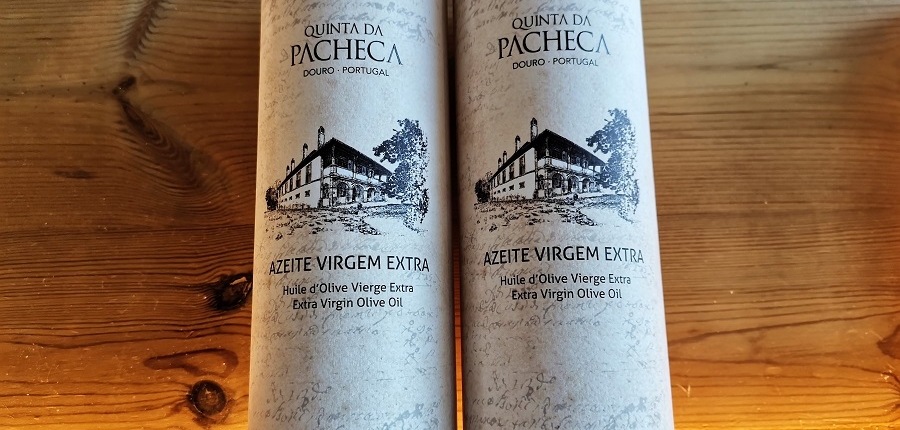 QUINTA DA
PACHECA
DOURO · PORTUGAL
AZEITE VIRGEM EXTRA
Huile d'Olive Vierge Extra
Extra Virgin Olive Oil
QUINTA DA
PACHECA
DOURO · PORTUGAL
AZEITE VIRGEM EXTRA
Huile d'Olive Vierge Extra
Extra Virgin Olive Oil